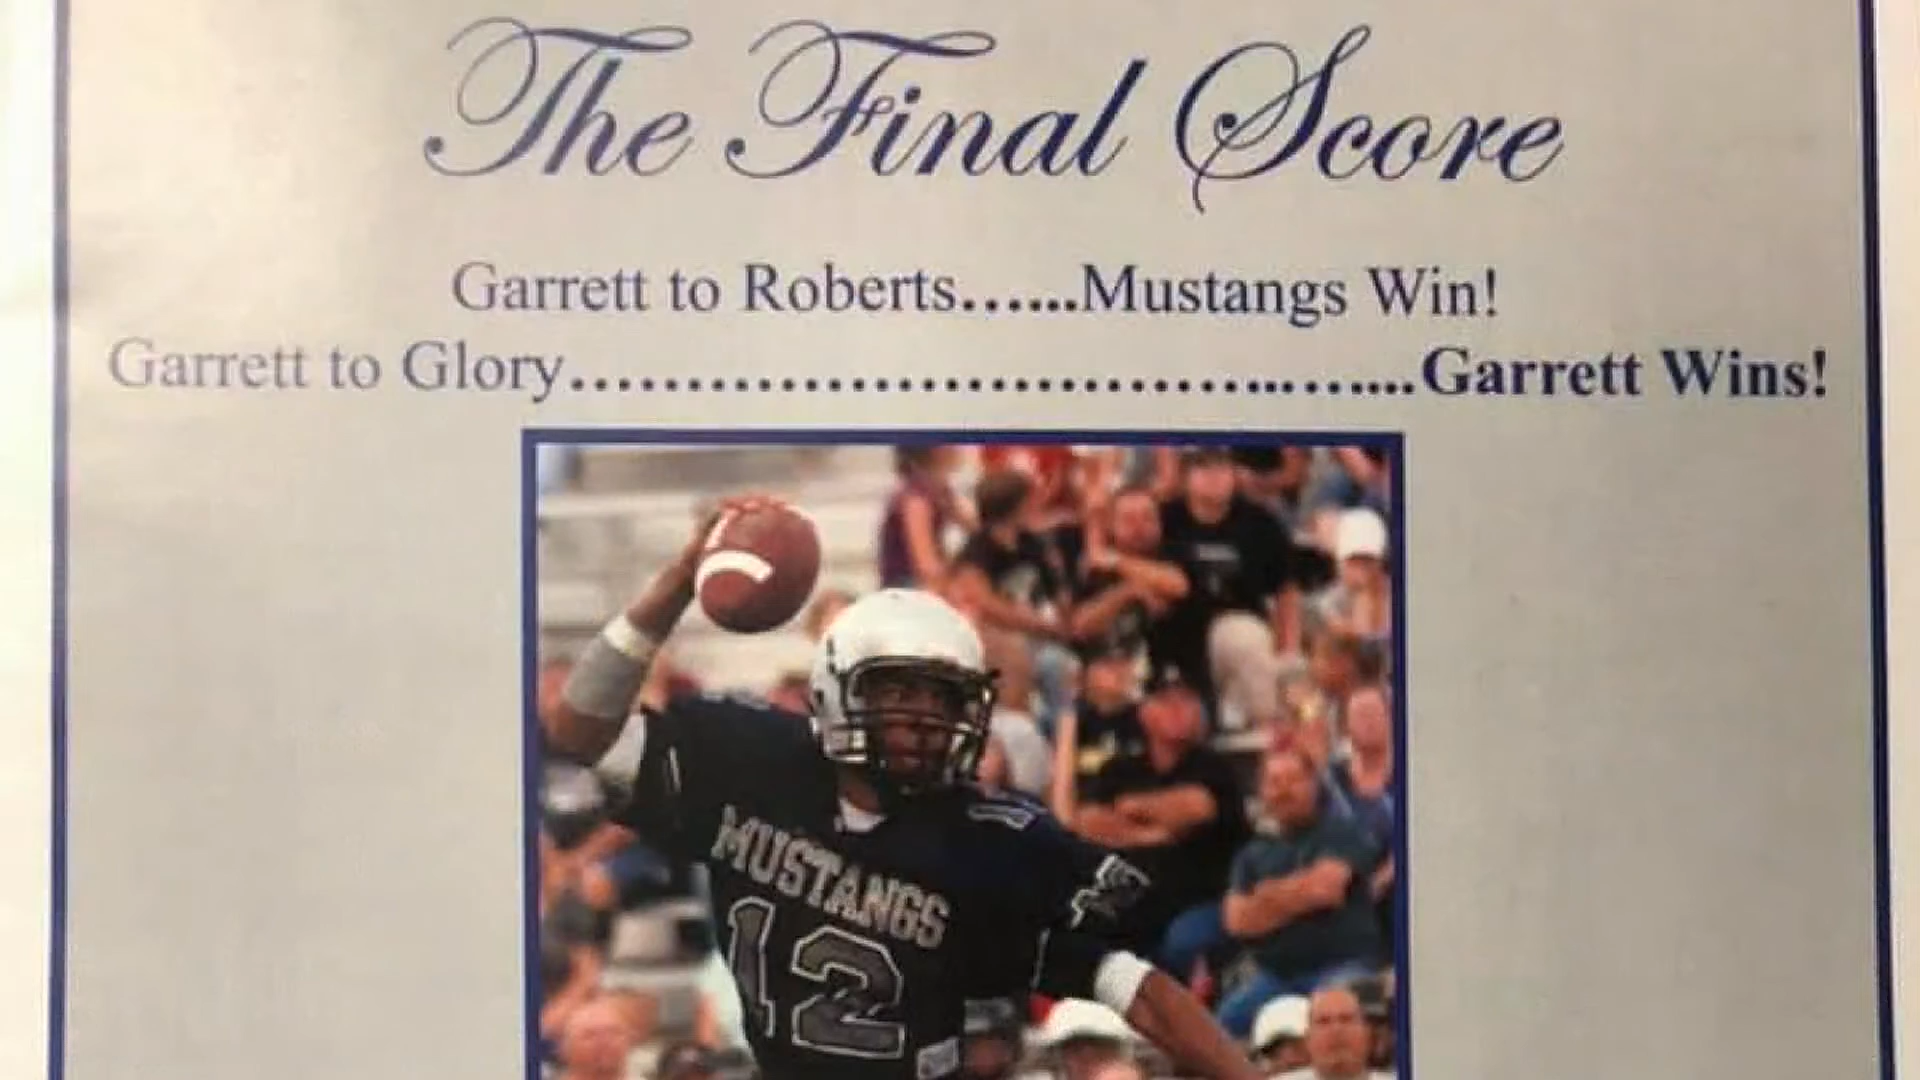 The Final Score
Garrett to Roberts.........Mustangs Win!
Garrett to Glory.......................................Garrett Wins!
MUSTANGS
12